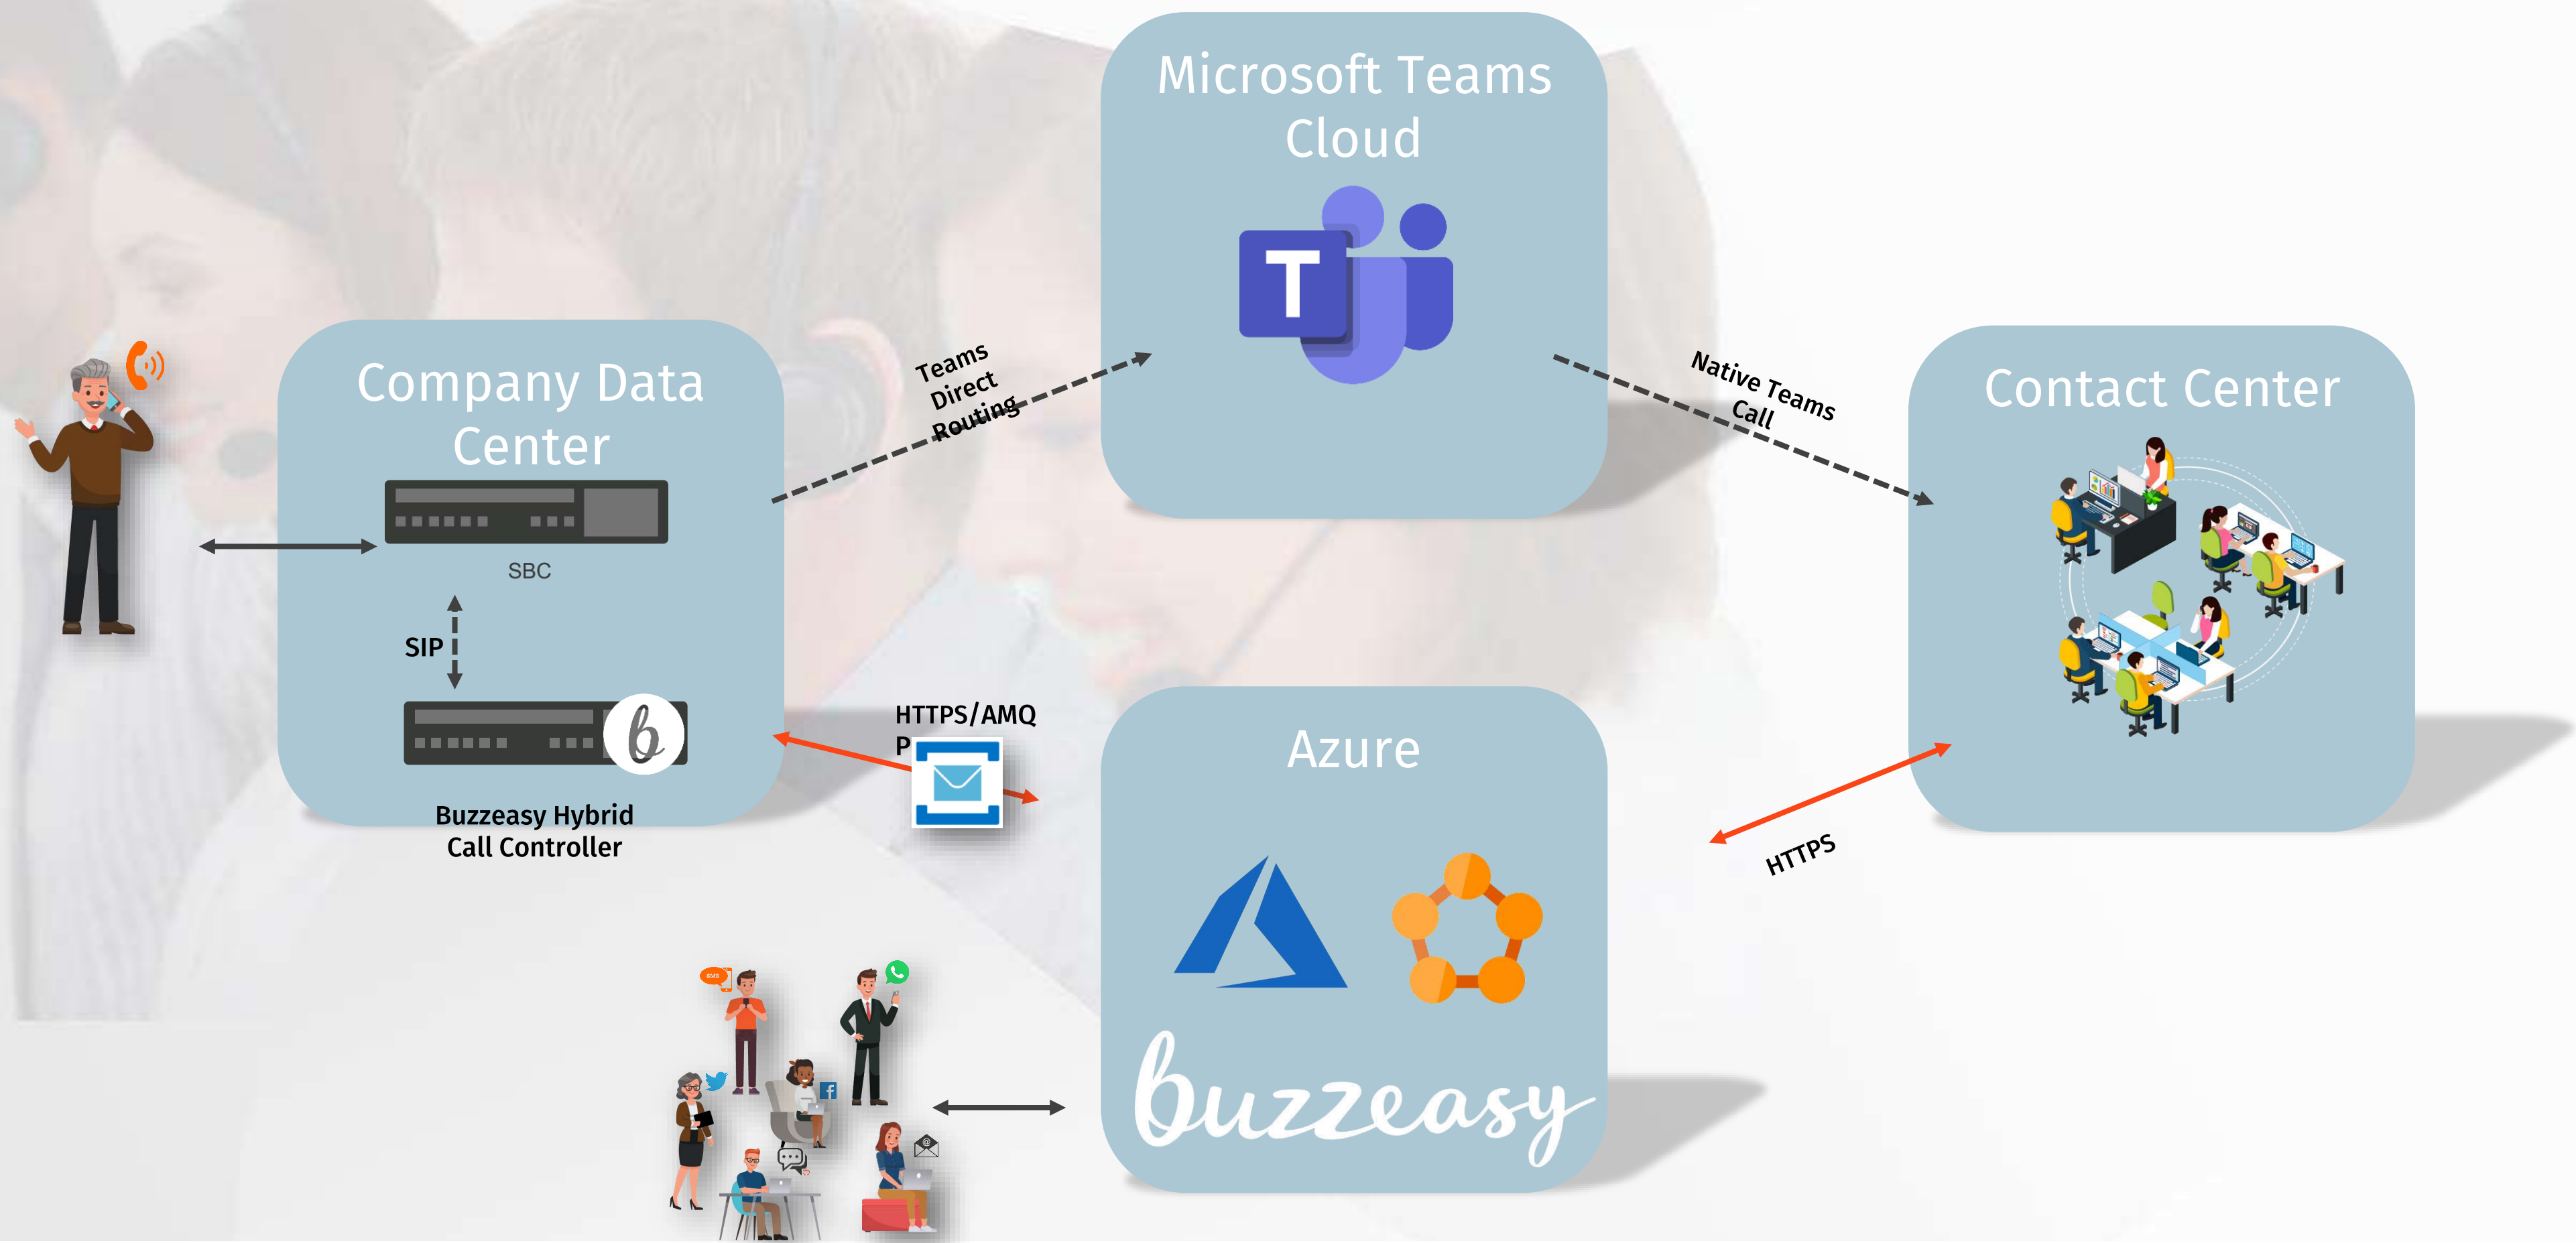 Microsoft Teams
Cloud
T
Teams
Direct
Routing
Native Teams
Call
Company Data
Center
SBC
SIP
b
Buzzeasy Hybrid
Call Controller
Contact Center
HTTPS/AMQ
P
Azure
HTTPS
buzzeasy
SMS
f
@